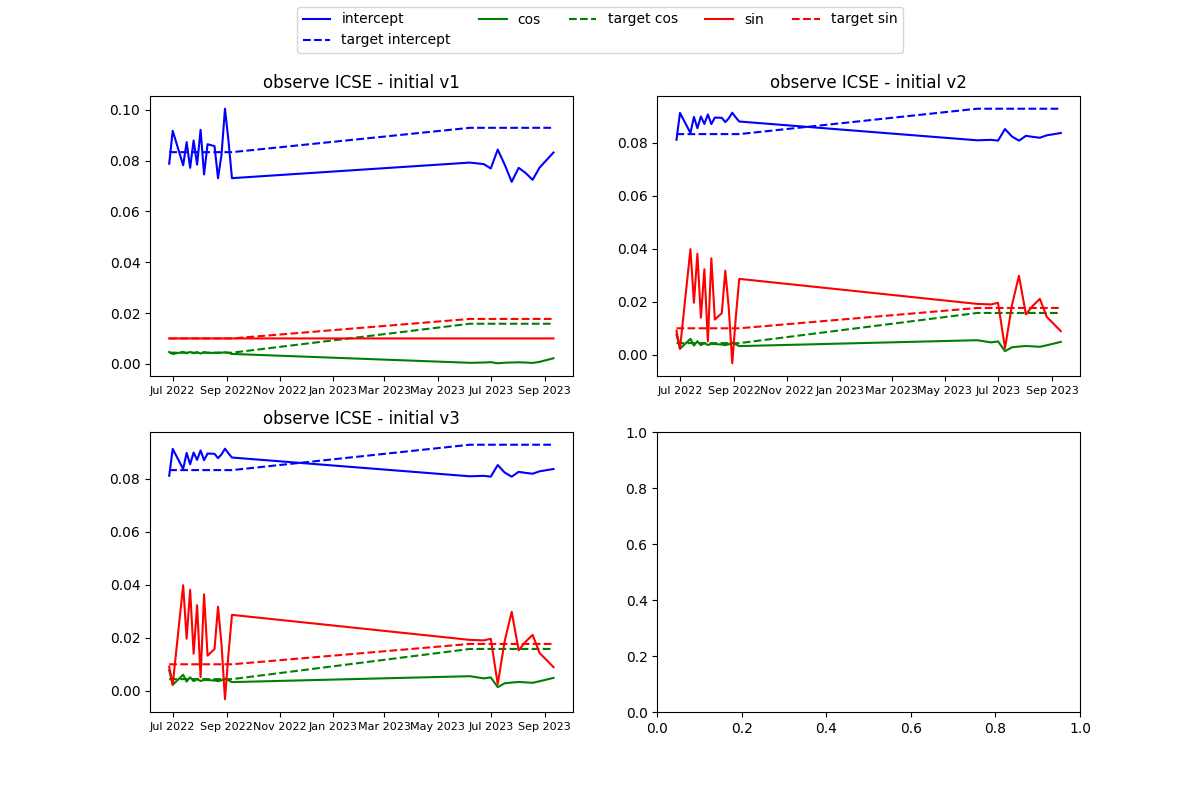 intercept cos target cos sin target sin
target intercept
observe ICSE - initial v1
0.10
0.08
0.06
0.04
0.02
0.00
Jul 2022 Sep 2022 Nov 2022 Jan 2023 Mar 2023 May 2023 Jul 2023 Sep 2023
observe ICSE - initial v2
0.08
0.06
0.04
0.02
0.00
Jul 2022 Sep 2022 Nov 2022 Jan 2023 Mar 2023 May 2023 Jul 2023 Sep 2023
observe ICSE - initial v3
0.08
0.06
0.04
0.02
0.00
Jul 2022 Sep 2022 Nov 2022 Jan 2023 Mar 2023 May 2023 Jul 2023 Sep 2023
1.0
0.8
0.6
0.4
0.2
0.0
0.0 0.2 0.4 0.6 0.8 1.0